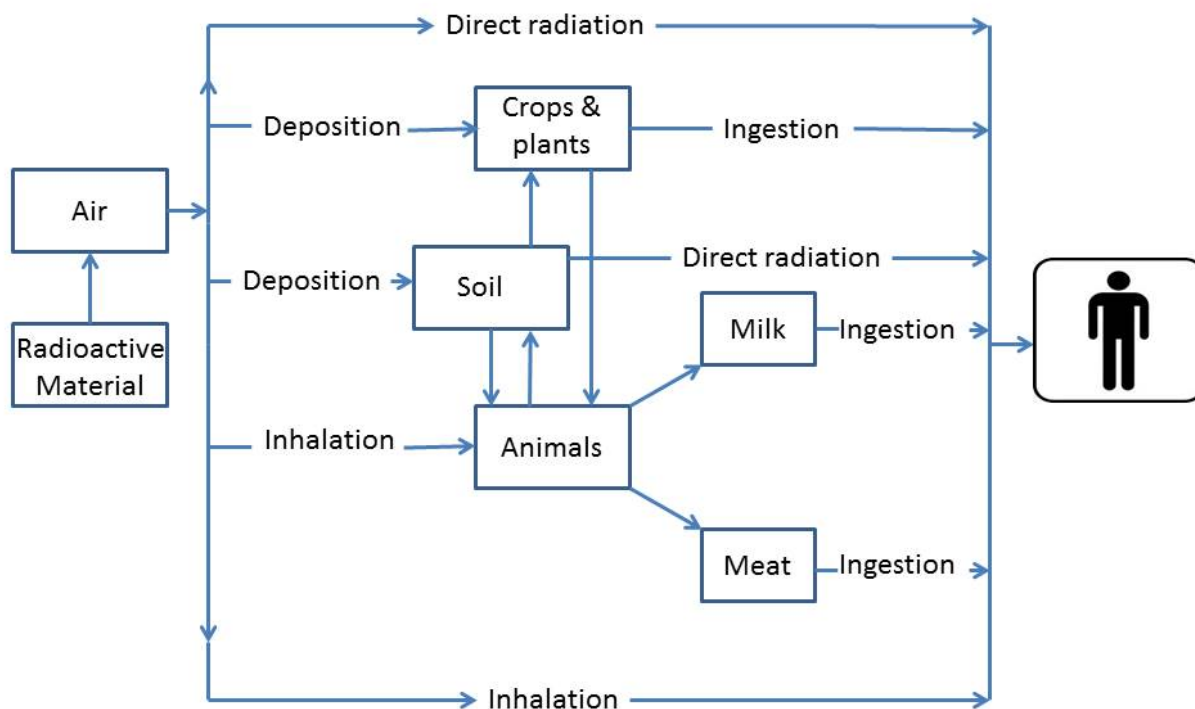 Direct radiation
Deposition
Crops &
plants
Ingestion
Air
Deposition
Soil
Direct radiation
Radioactive
Material
Milk
Ingestion
Inhalation
Animals
Meat
Ingestion
Inhalation